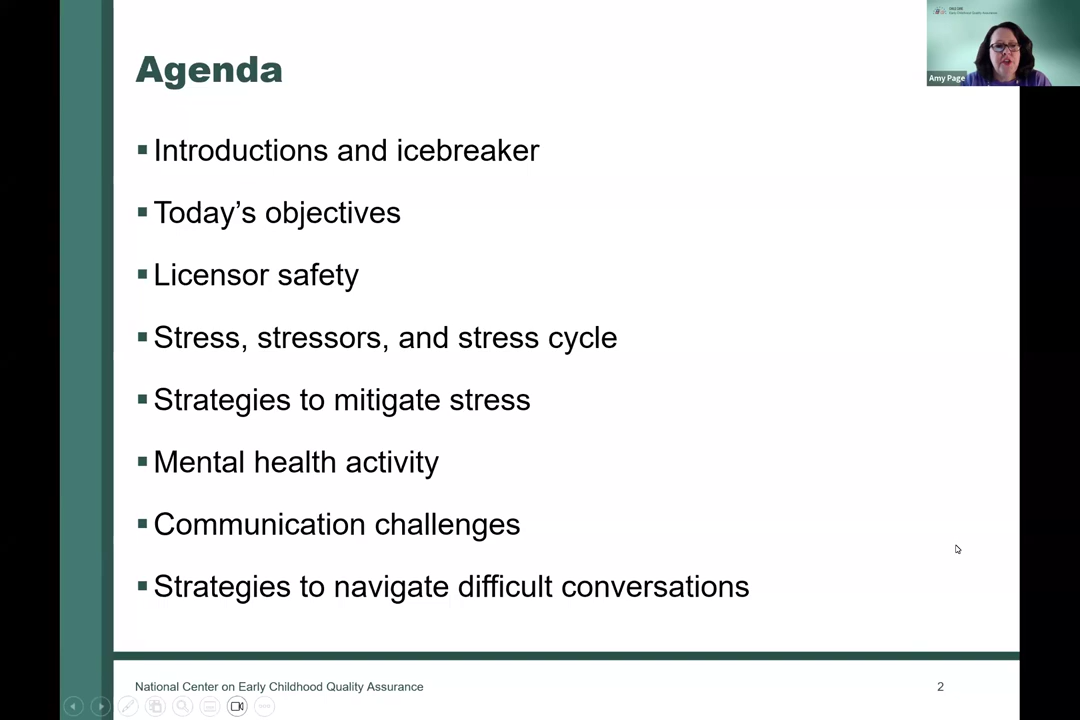 Agenda
Introductions and icebreaker
Today’s objectives
Licensor safety
Stress, stressors, and stress cycle
Strategies to mitigate stress
Mental health activity
Communication challenges
Strategies to navigate difficult conversations
National Center on Early Childhood Quality Assurance
2
Amy Page